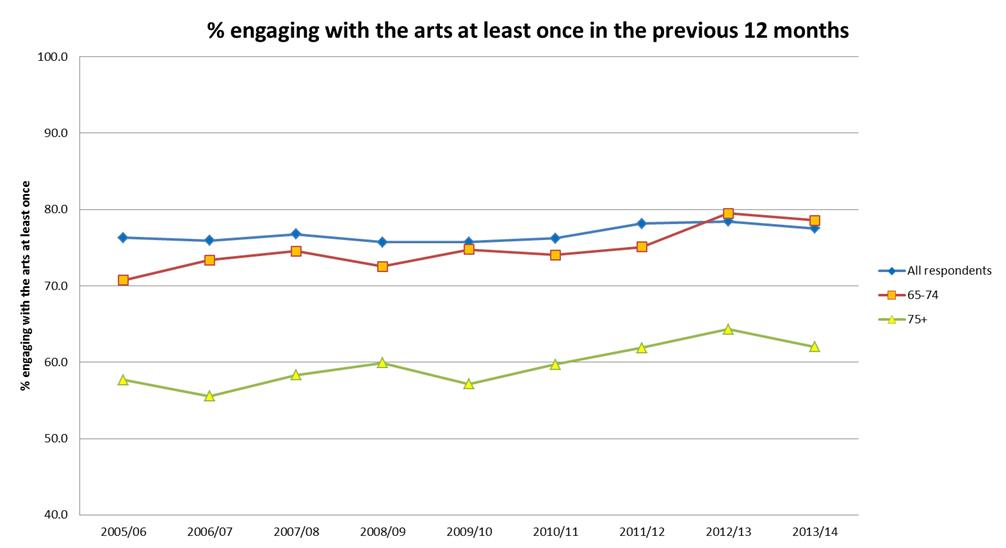 % engaging with the arts at least once in the previous 12 months
% engaging with the arts at least once
100.0
90.0
80.0
70.0
60.0
50.0
40.0
2005/06 2006/07 2007/08 2008/09 2009/10 2010/11 2011/12 2012/13 2013/14
All respondents
65-74
75+